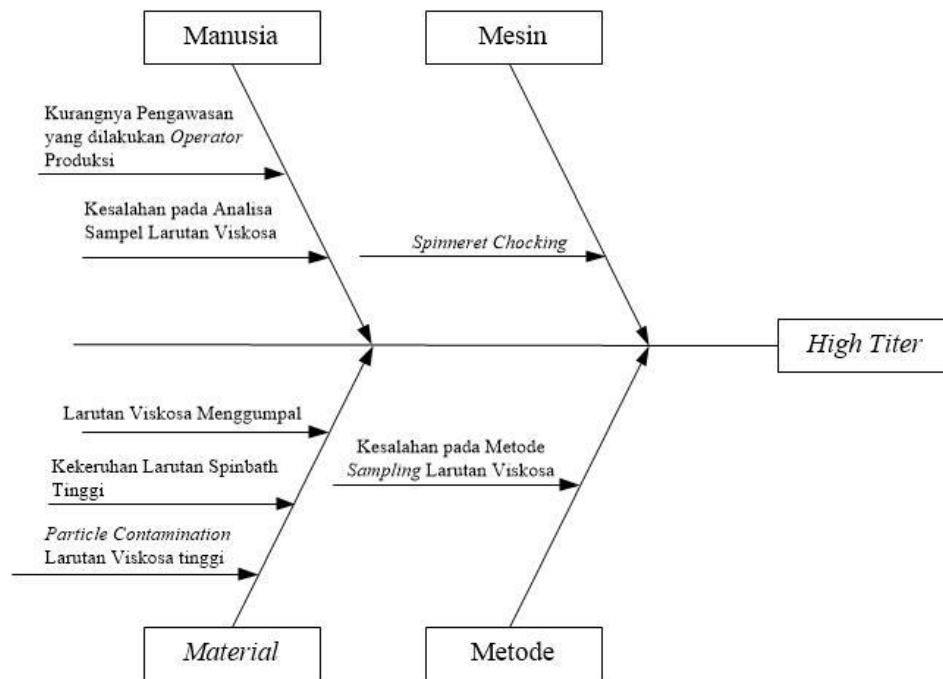 Manusia
Mesin
Kurangnya Pengawasan
yang dilakukan Operator
Produksi
Kesalahan pada Analisa
Sampel Larutan Viskosa
Spinneret Chocking
High Titer
Larutan Viskosa Menggumpal
Kekeruhan Larutan Spinbath
Tinggi
Particle Contamination
Larutan Viskosa tinggi
Kesalahan pada Metode
Sampling Larutan Viskosa
Material
Metode